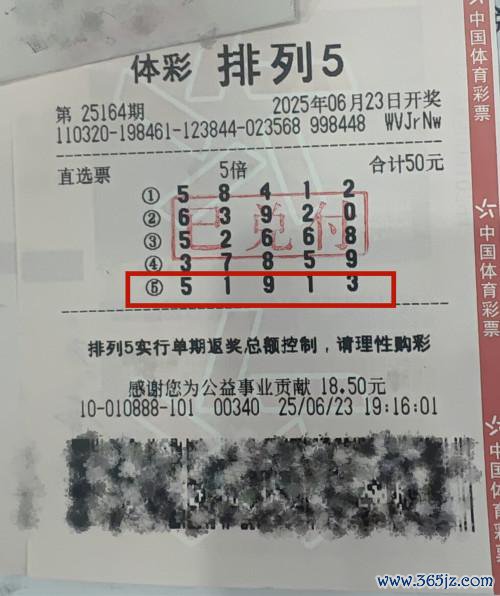 体彩 排列5
第 25164期 2025年06月23日开奖
110320-198461-123844-023568 998448 WVJrNw
直选票 5倍 合计50元
① 5 8 4 1 2
② 6 3 9 2 0
③ 5 2 6 6 8
④ 3 7 8 5 9
⑤ 5 1 9 1 3
已兑付
排列5实行单期返奖总额控制，请理性购彩
感谢您为公益事业贡献 18.50元
10-010888-101 00340 25/06/23 19:16:01
中国体育彩票
中国体育彩票
中国体育彩票
www.365jz.com